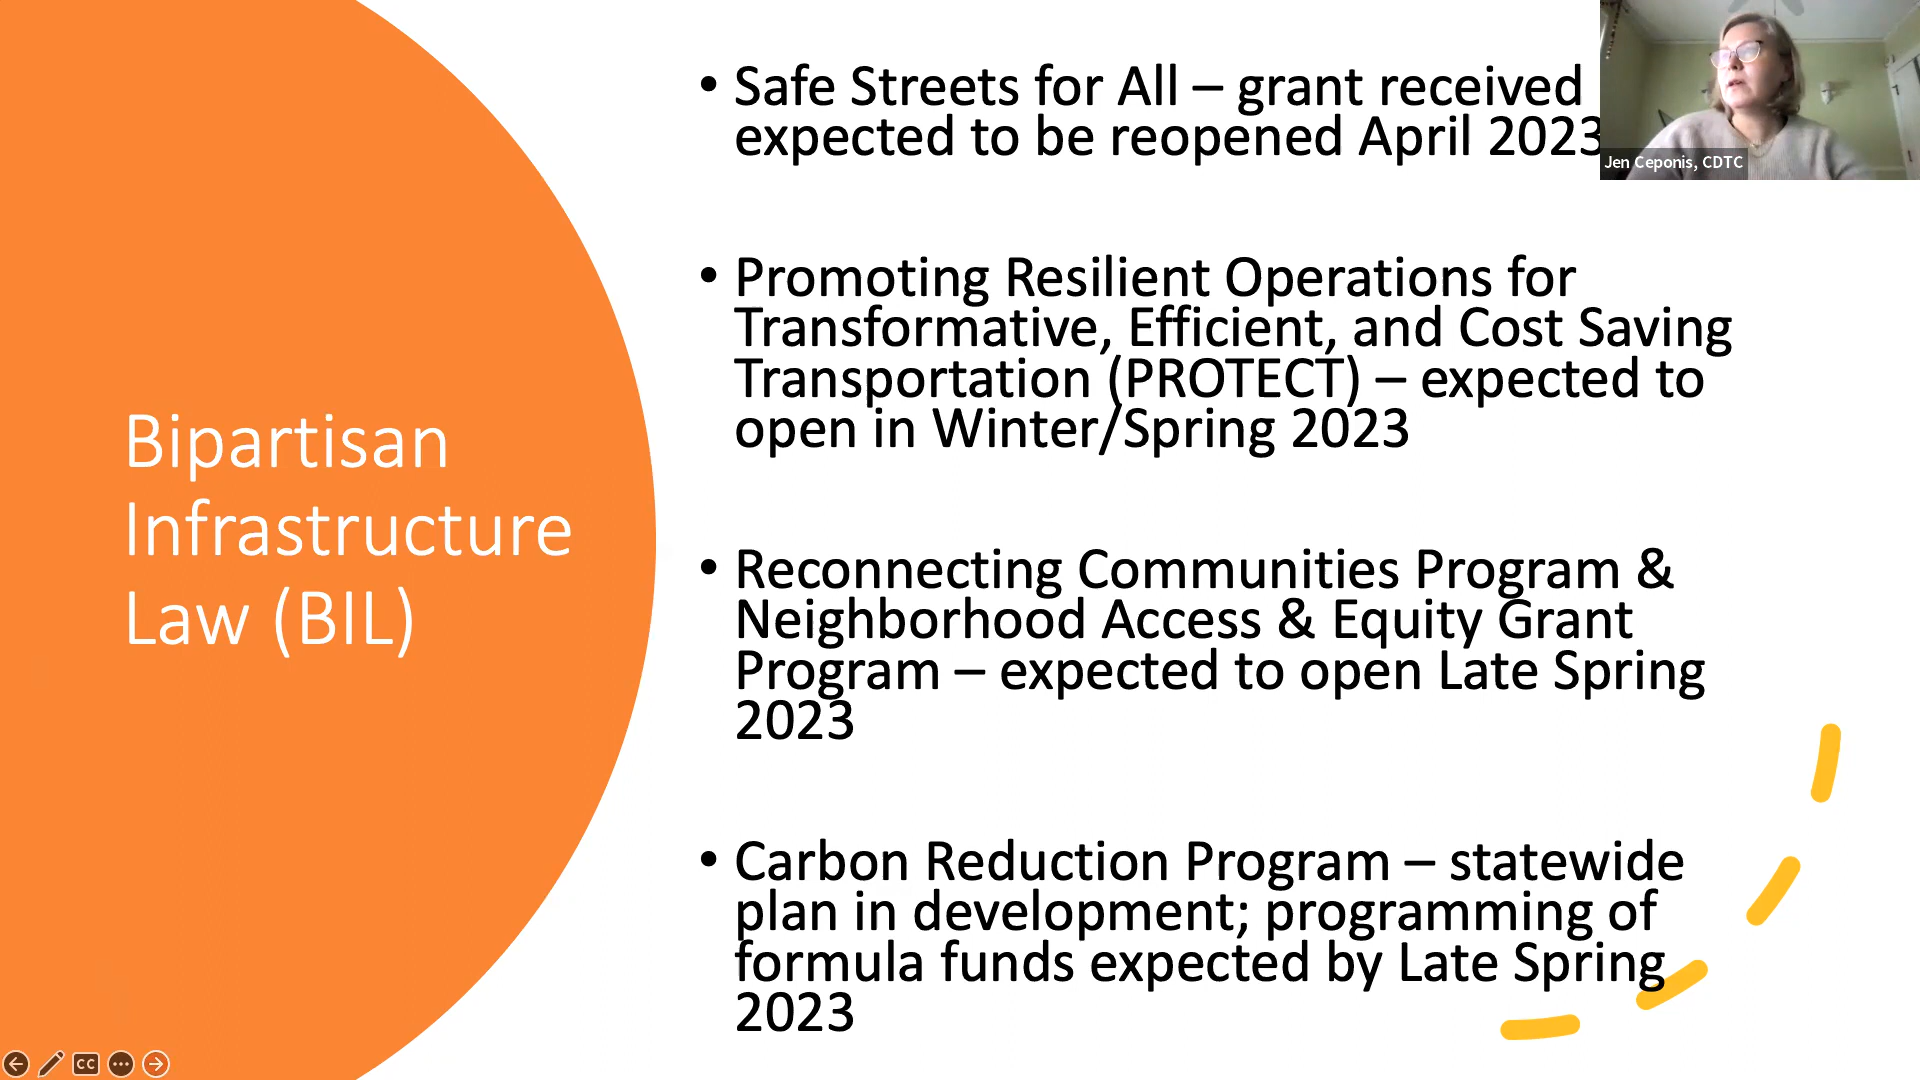 Bipartisan
Infrastructure
Law (BIL)
• Safe Streets for All – grant received
expected to be reopened April 2023
• Promoting Resilient Operations for
Transformative, Efficient, and Cost Saving
Transportation (PROTECT) – expected to
open in Winter/Spring 2023
• Reconnecting Communities Program &
Neighborhood Access & Equity Grant
Program – expected to open Late Spring
2023
• Carbon Reduction Program – statewide
plan in development; programming of
formula funds expected by Late Spring
2023
Jen Ceponis, CDTC
CC